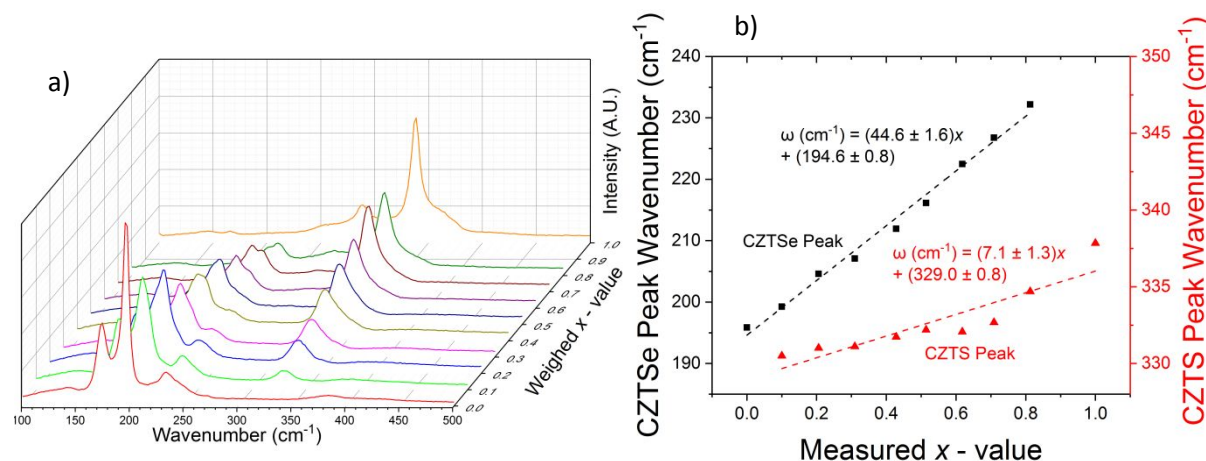 a)
Intensity (A.U.)
1.0
0.9
0.8
0.7
0.6
0.5
0.4
0.3
0.2
0.1
0.0
Weighed x - value
100 150 200 250 300 350 400 450 500
Wavenumber (cm-1)
b)
CZTSe Peak Wavenumber (cm-1)
240
230
220
210
200
190
ω (cm-1) = (44.6 ± 1.6)x
+ (194.6 ± 0.8)
CZTSe Peak
ω (cm-1) = (7.1 ± 1.3)x
+ (329.0 ± 0.8)
CZTS Peak
350
345
340
335
330
CZTS Peak Wavenumber (cm-1)
0.0 0.2 0.4 0.6 0.8 1.0
Measured x - value